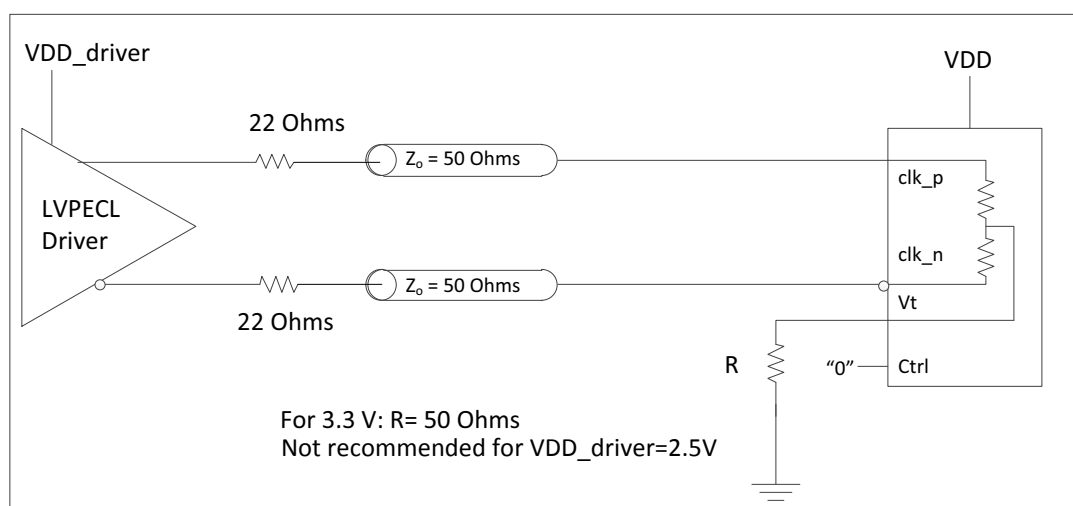 VDD_driver
VDD
22 Ohms
Zo = 50 Ohms
clk_p
LVPECL
Driver
clk_n
Zo = 50 Ohms
Vt
22 Ohms
R
“0”
Ctrl
For 3.3 V: R= 50 Ohms
Not recommended for VDD_driver=2.5V